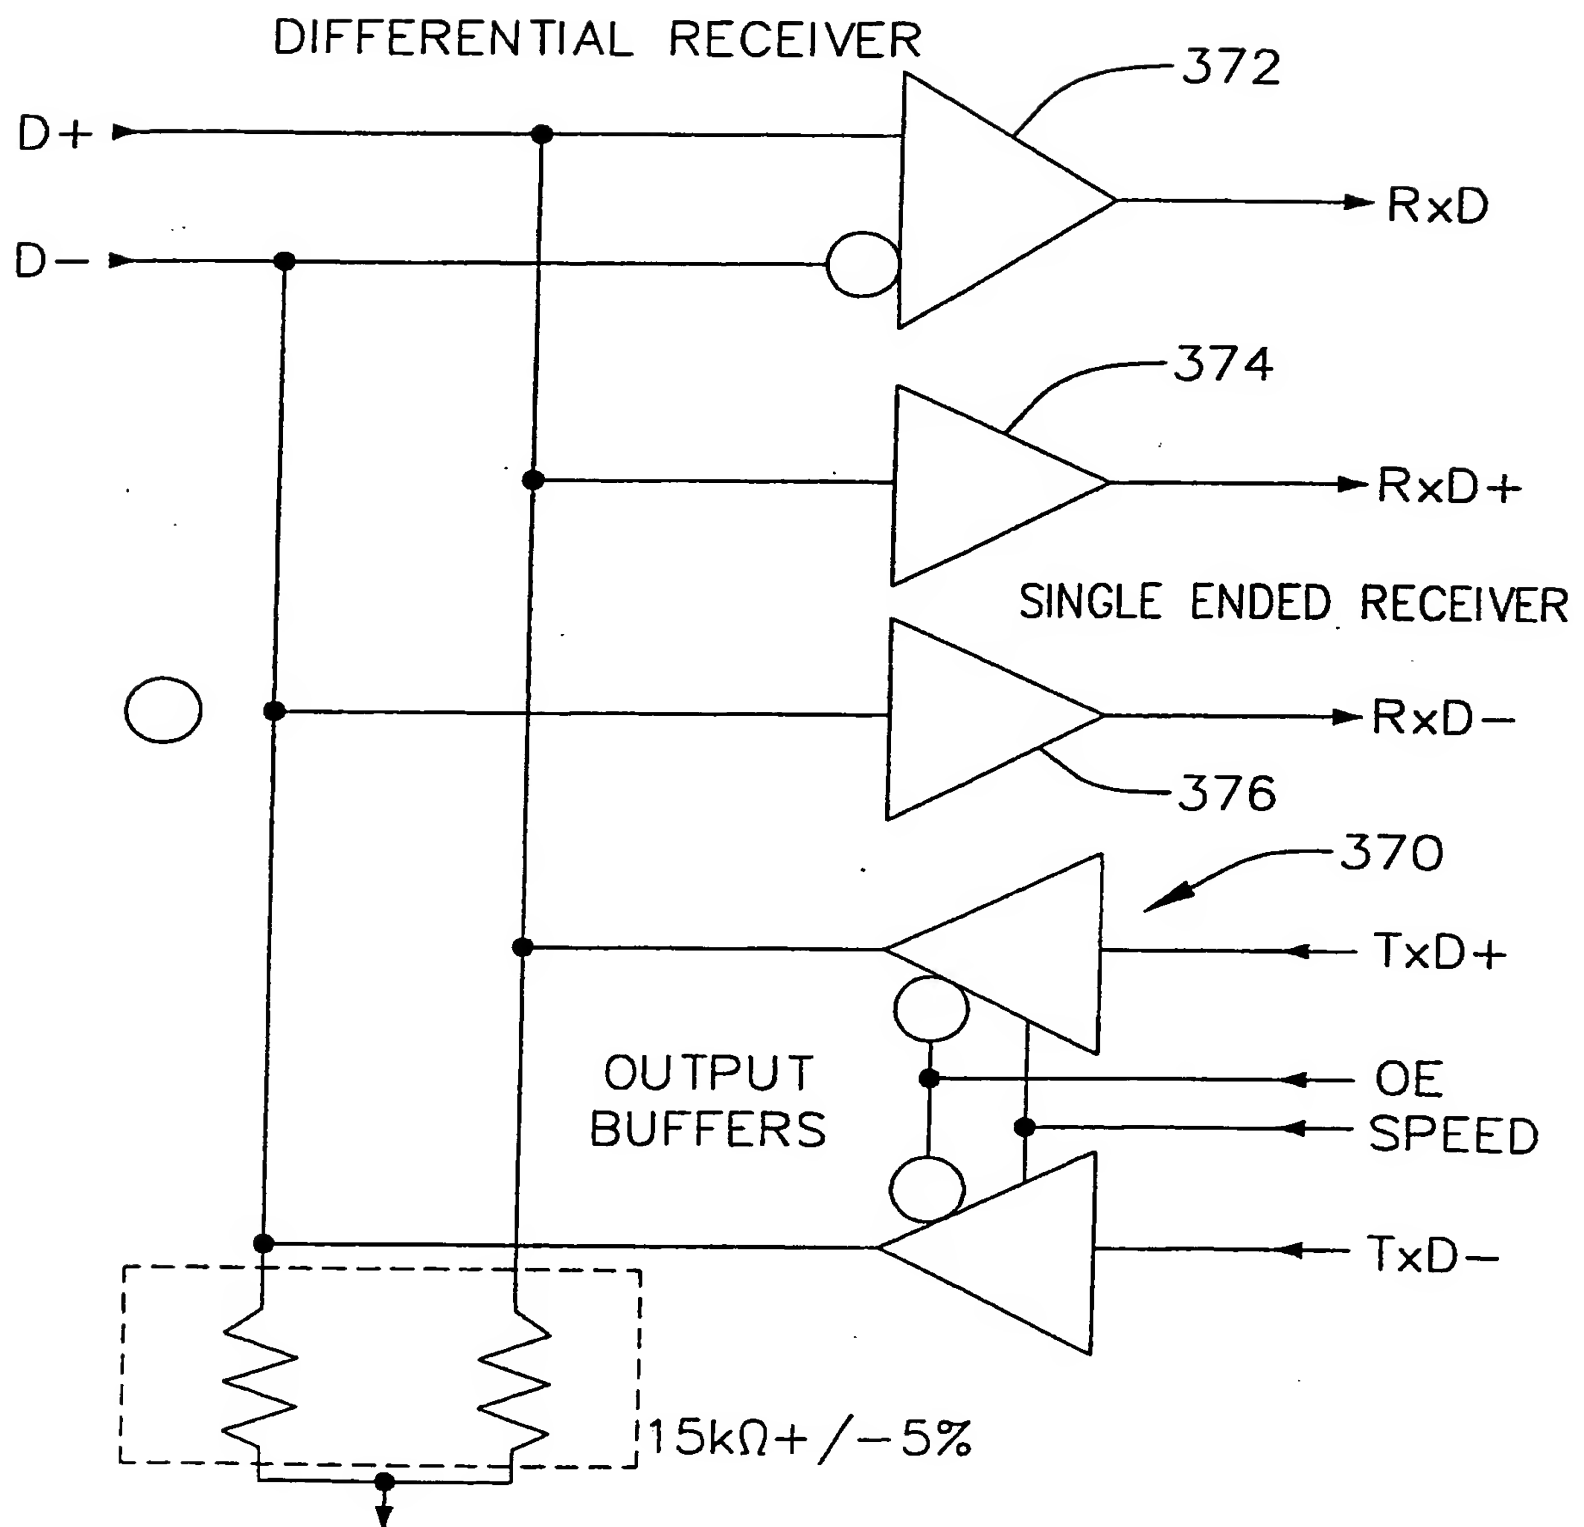 DIFFERENTIAL RECEIVER
372
D+
RxD
D-
374
RxD+
SINGLE ENDED RECEIVER
RxD-
376
370
TxD+
OUTPUT
BUFFERS
OE
SPEED
TxD-
15kΩ+/-5%